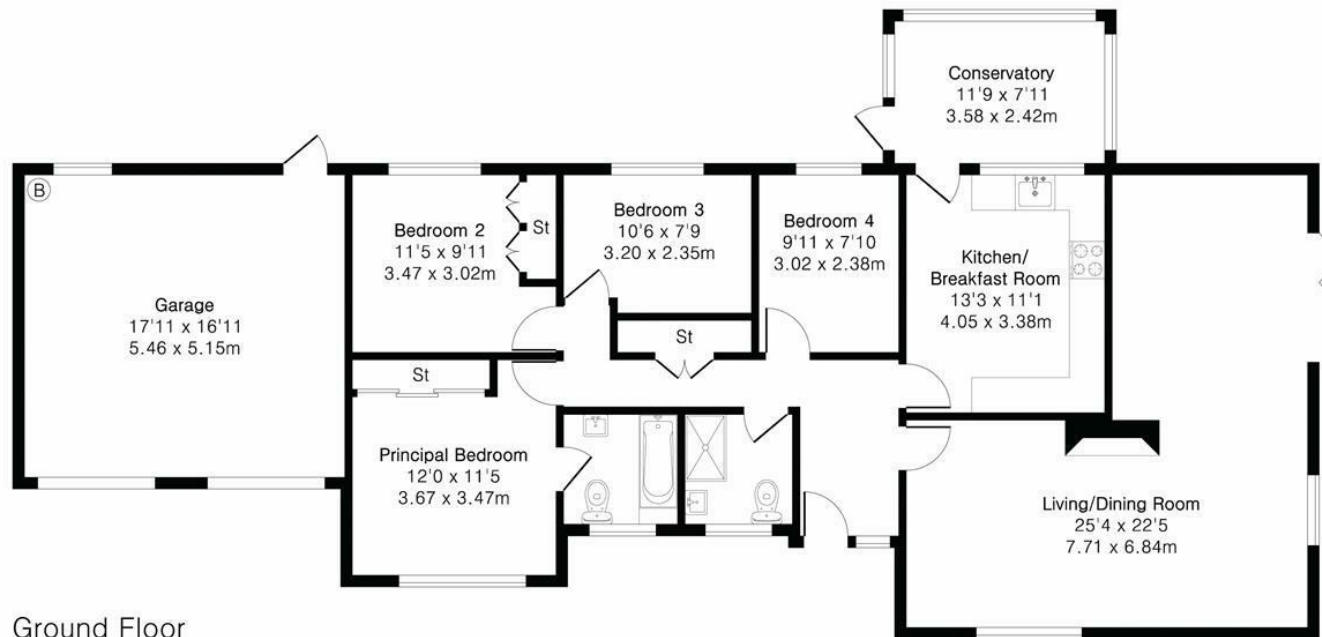 Conservatory
11'9 x 7'11
3.58 x 2.42m
B
Garage
17'11 x 16'11
5.46 x 5.15m
Bedroom 2
11'5 x 9'11
3.47 x 3.02m
St
Bedroom 3
10'6 x 7'9
3.20 x 2.35m
St
Bedroom 4
9'11 x 7'10
3.02 x 2.38m
Kitchen/
Breakfast Room
13'3 x 11'1
4.05 x 3.38m
St
Principal Bedroom
12'0 x 11'5
3.67 x 3.47m
Living/Dining Room
25'4 x 22'5
7.71 x 6.84m
Ground Floor